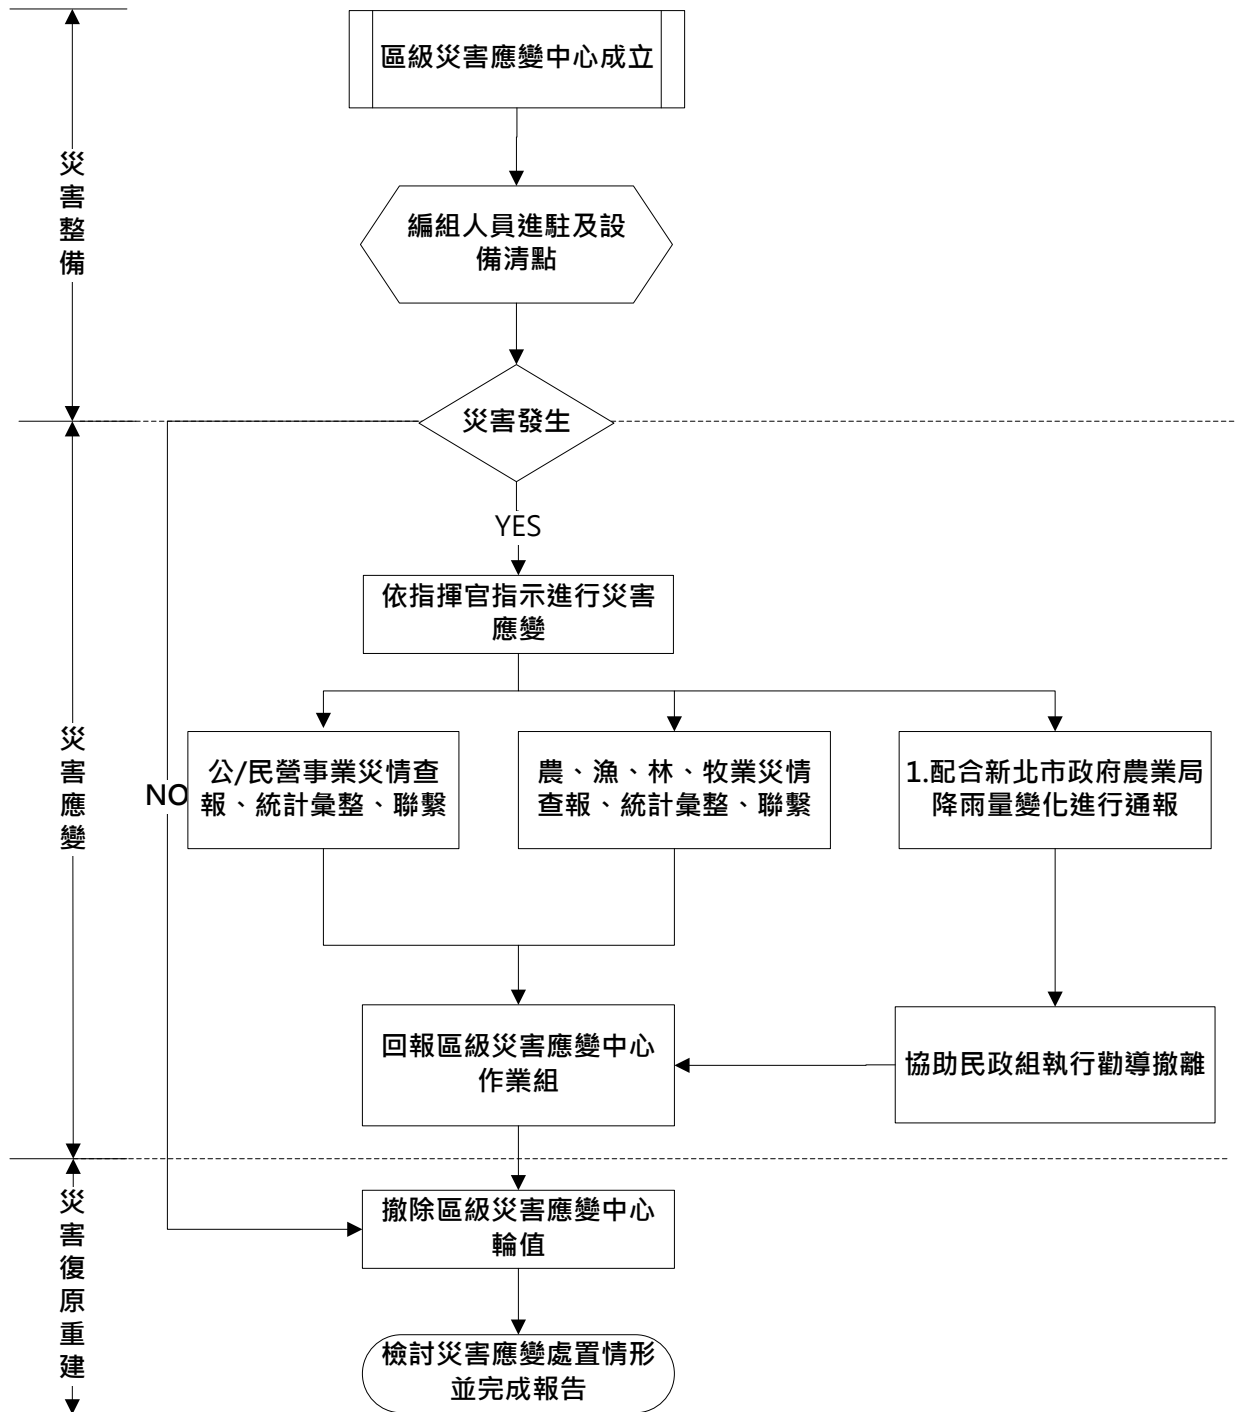 區級災害應變中心成立
災害整備
編組人員進駐及設
備清點
災害發生
YES
依指揮官指示進行災害
應變
災害應變
NO
公/民營事業災情查
報、統計彙整、聯繫
農、漁、林、牧業災情
查報、統計彙整、聯繫
1.配合新北市政府農業局
降雨量變化進行通報
回報區級災害應變中心
作業組
協助民政組執行勸導撤離
災害復原重建
撤除區級災害應變中心
輪值
檢討災害應變處置情形
並完成報告